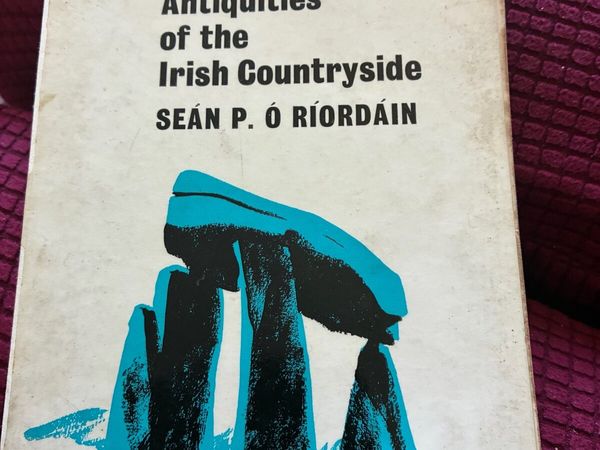 Antiquities
of the
Irish Countryside
SEÁN P. Ó RÍORDÁIN